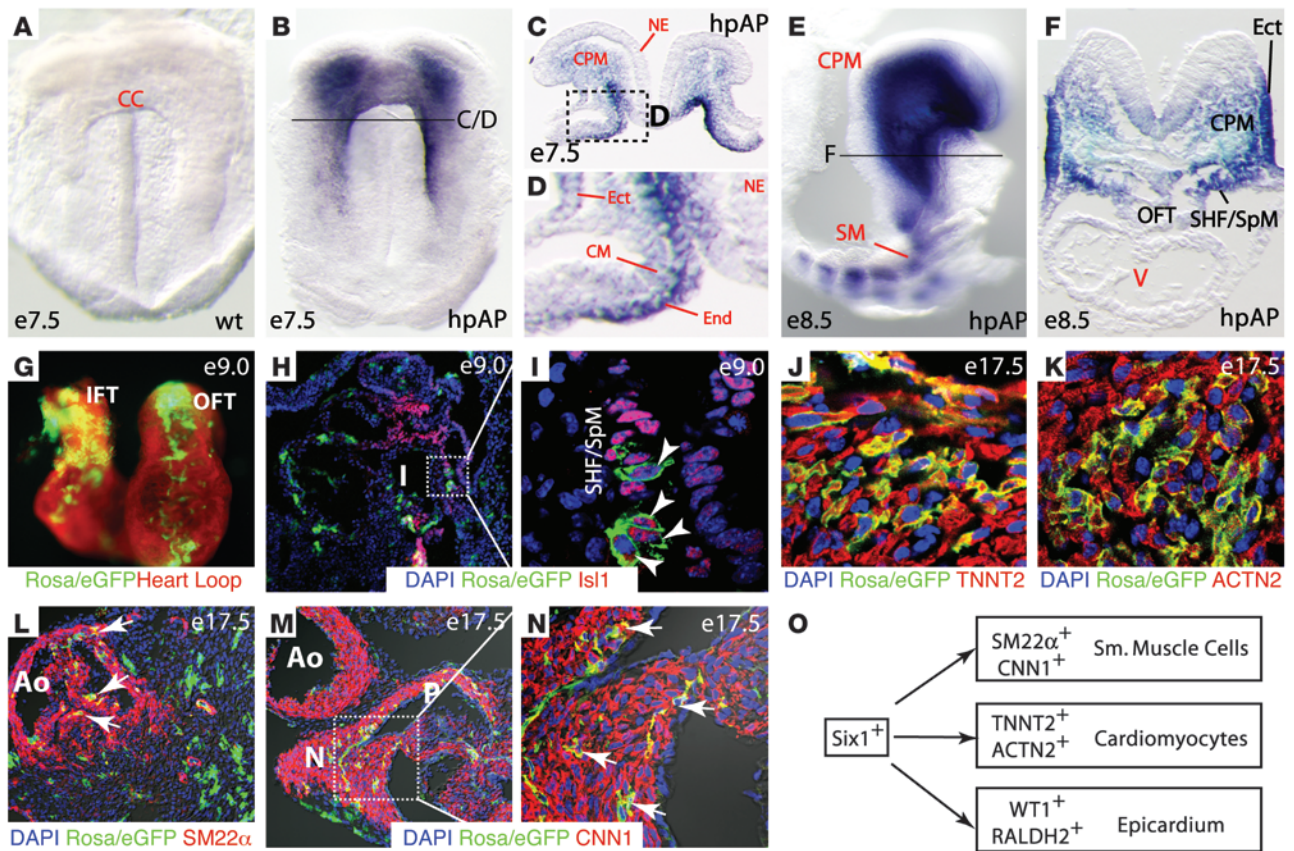 A
CC
e7.5
wt
B
C/D
e7.5
hpAP
C
hpAP
NE
CPM
D
e7.5
D
Ect
NE
CM
End
E
CPM
F
SM
e8.5
hpAP
F
Ect
CPM
OFT
SHF/SpM
V
e8.5
hpAP
G
e9.0
IFT
OFT
Rosa/eGFPHeart Loop
H
e9.0
I
I
e9.0
SHF/SpM
DAPI Rosa/eGFP Isl1
J
e17.5
DAPI Rosa/eGFP TNNT2
K
e17.5
DAPI Rosa/eGFP ACTN2
L
e17.5
Ao
DAPI Rosa/eGFP SM22α
M
e17.5
Ao
P
N
N
e17.5
DAPI Rosa/eGFP CNN1
O
Six1+
SM22α+
CNN1+
Sm. Muscle Cells
TNNT2+
ACTN2+
Cardiomyocytes
WT1+
RALDH2+
Epicardium